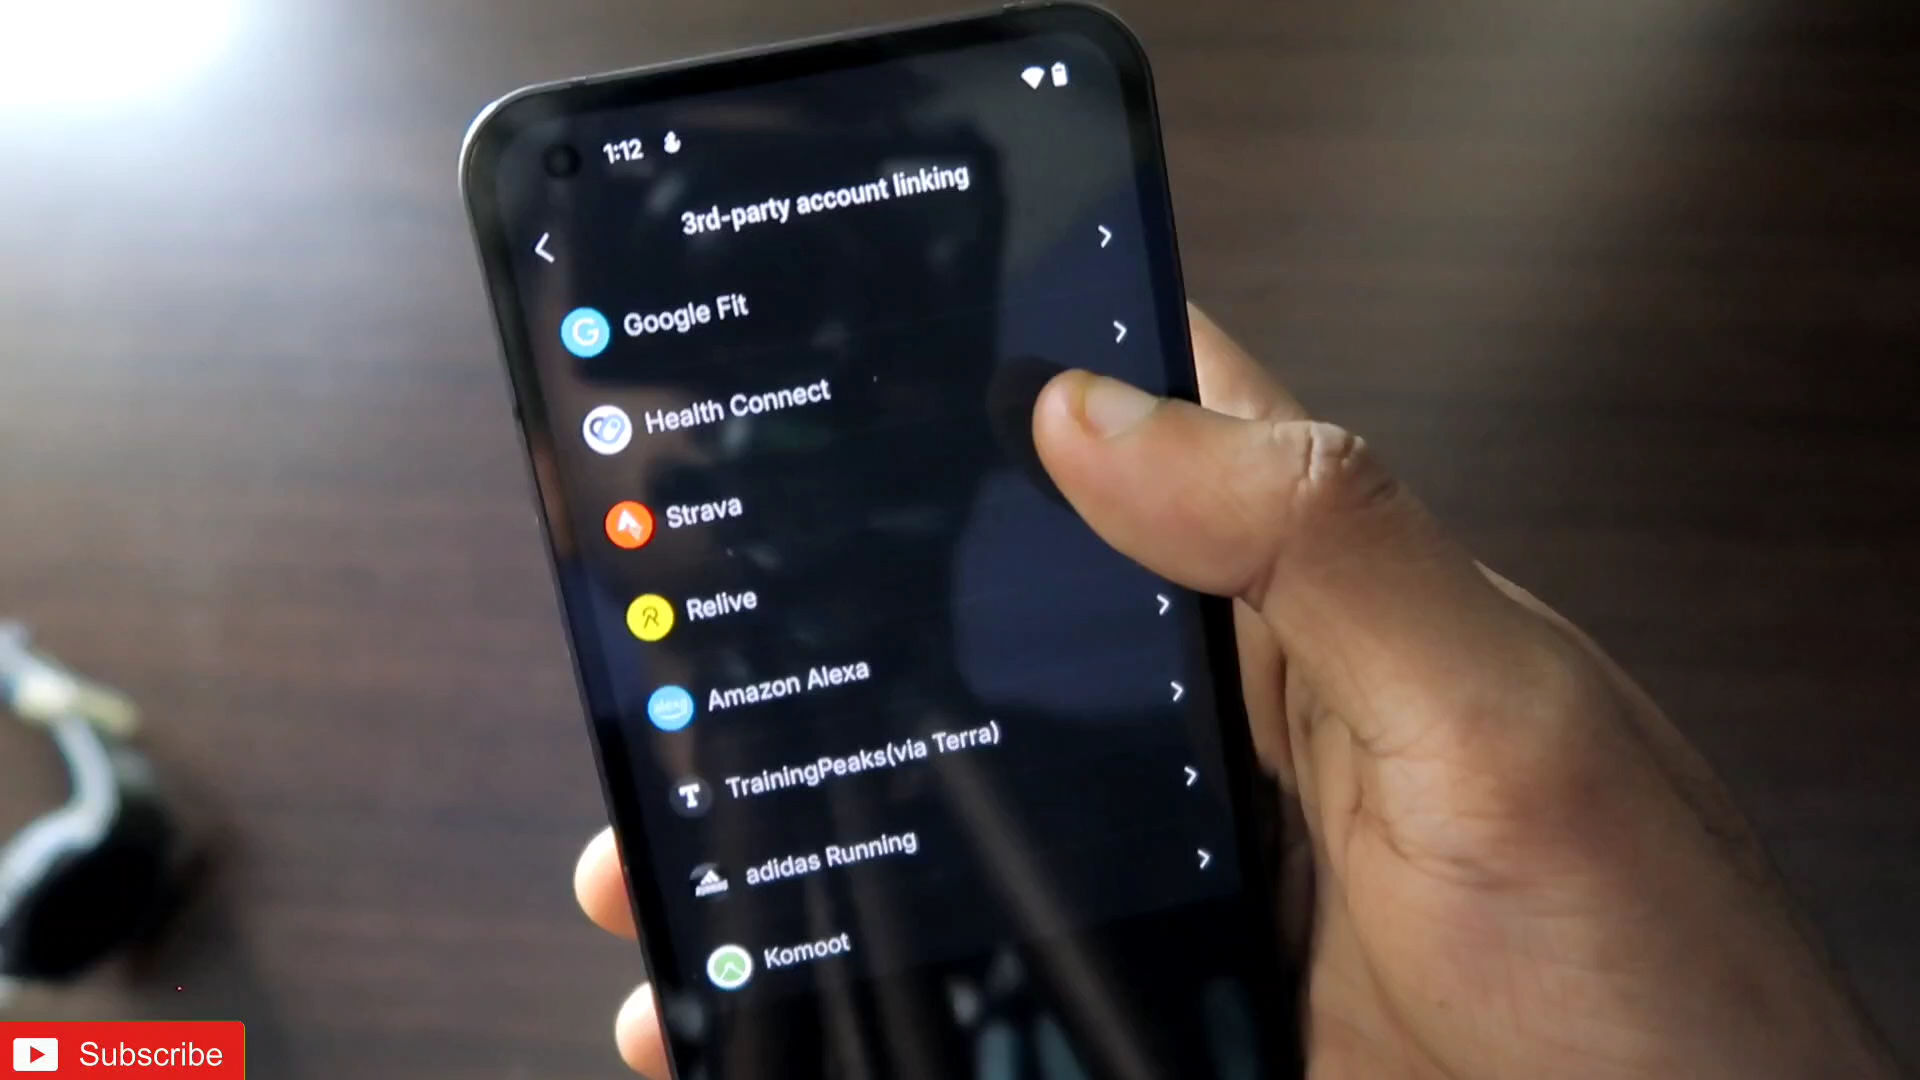 1:12
3rd-party account linking
Google Fit
Health Connect
Strava
Relive
alexa
Amazon Alexa
T
TrainingPeaks(via Terra)
adidas Running
Komoot
Subscribe